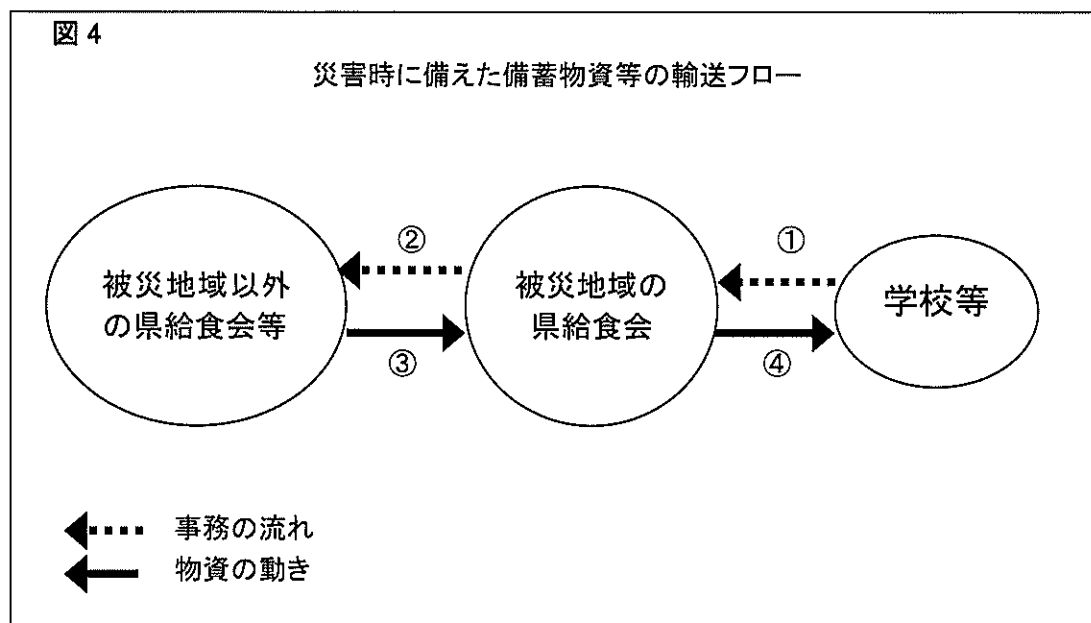 図4
災害時に備えた備蓄物資等の輸送フロー
②
①
被災地域以外
の県給食会等
被災地域の
県給食会
学校等
③
④
事務の流れ
物資の動き